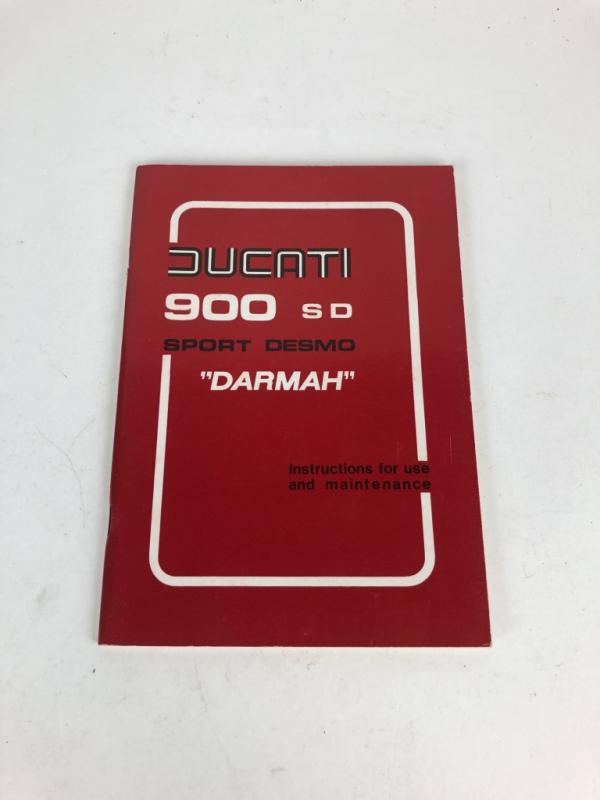 DUCATI
900 SD
SPORT DESMO
"DARMAH"
Instructions for use
and maintenance